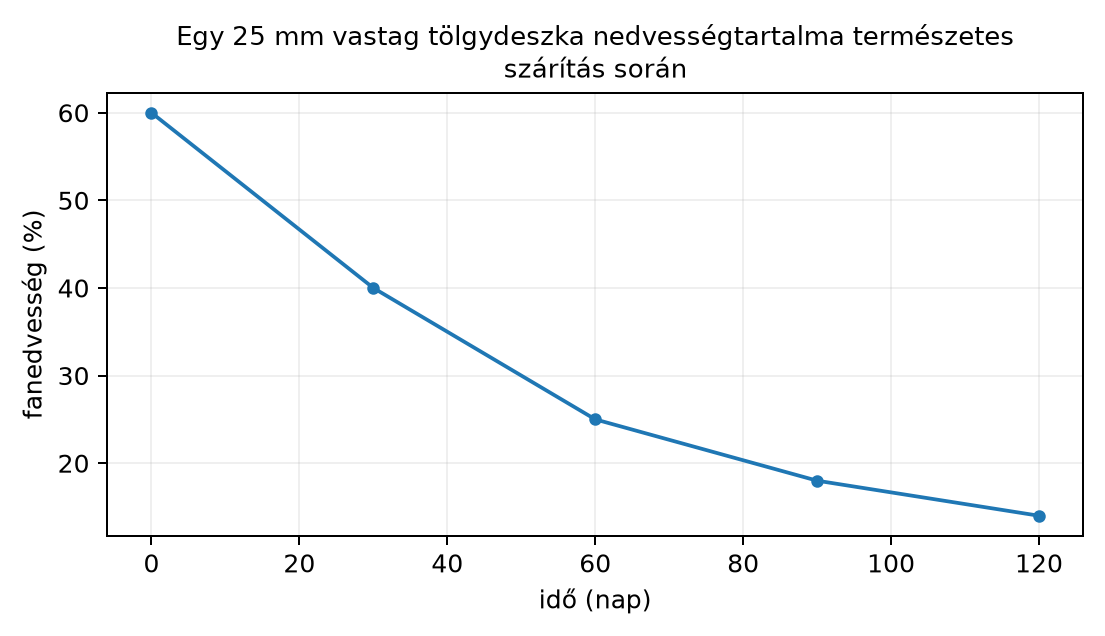 Egy 25 mm vastag tölgydeszka nedvességtartalma természetes
szárítás során
60
50
40
30
20
fanedvesség (%)
0 20 40 60 80 100 120
idő (nap)